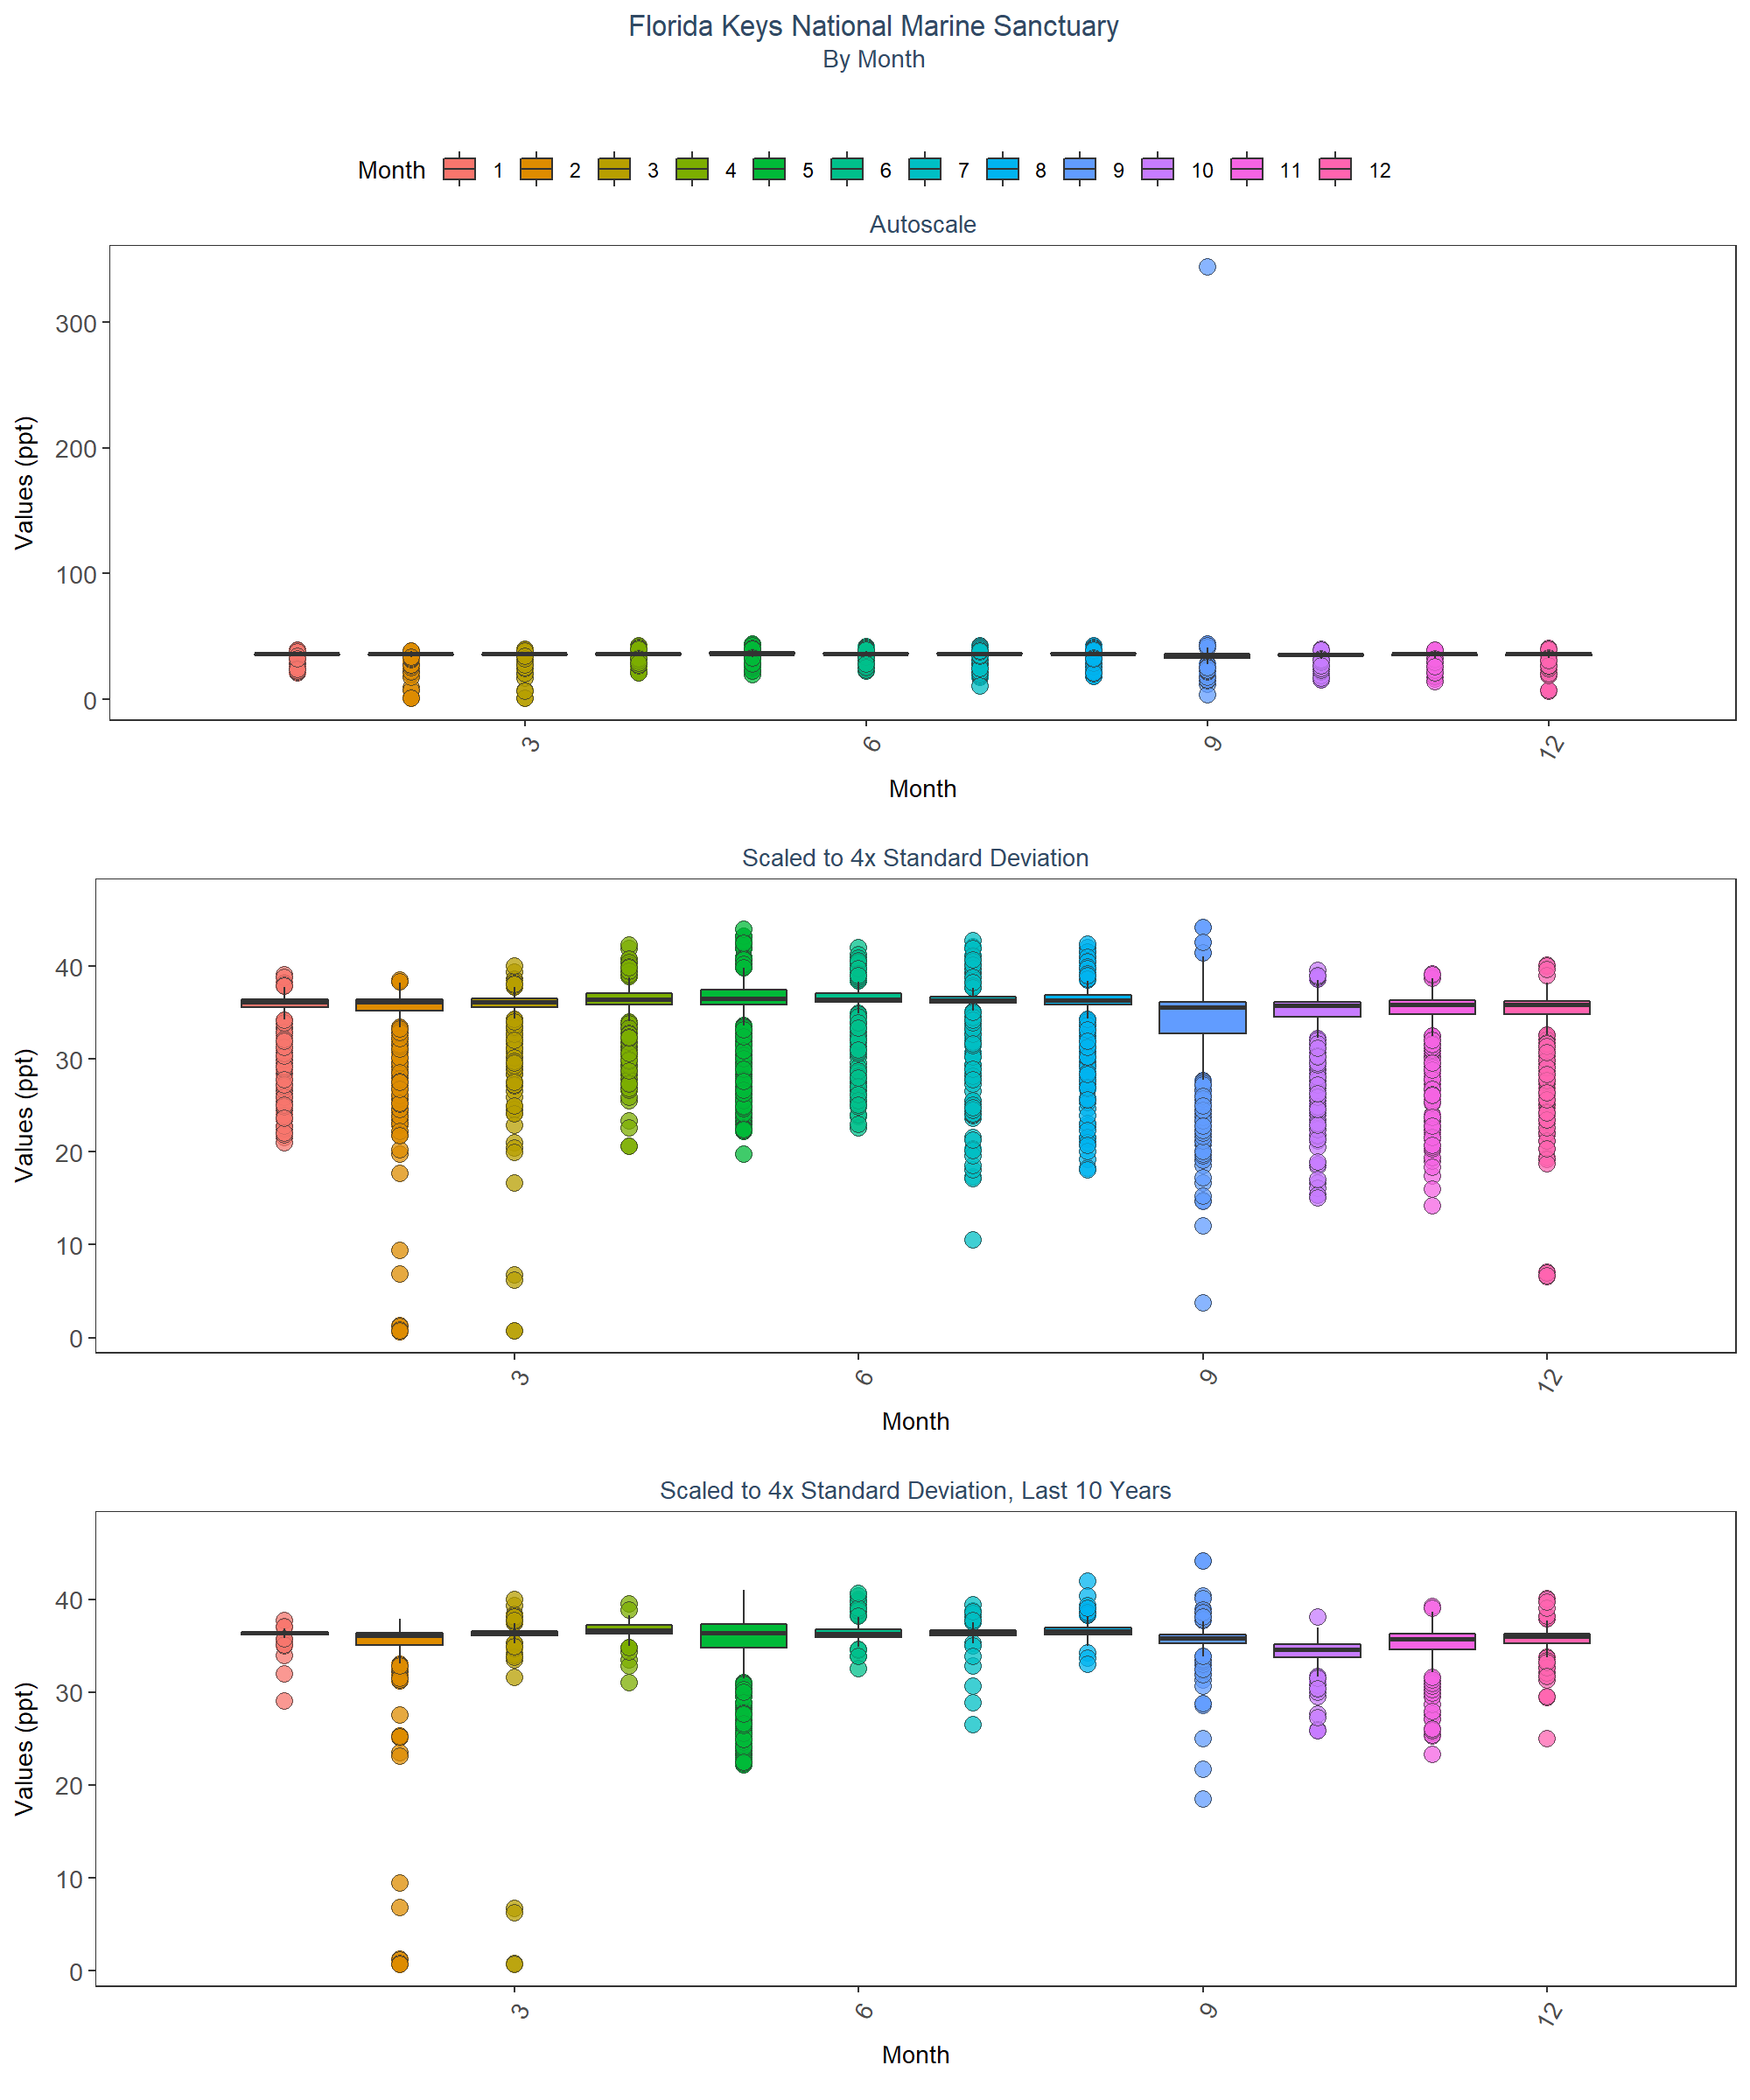 Florida Keys National Marine Sanctuary
By Month
Month 1 2 3 4 5 6 7 8 9 10 11 12
Autoscale
Values (ppt)
300
200
100
0
3 6 9 12
Month
Scaled to 4x Standard Deviation
Values (ppt)
40
30
20
10
0
3 6 9 12
Month
Scaled to 4x Standard Deviation, Last 10 Years
Values (ppt)
40
30
20
10
0
3 6 9 12
Month